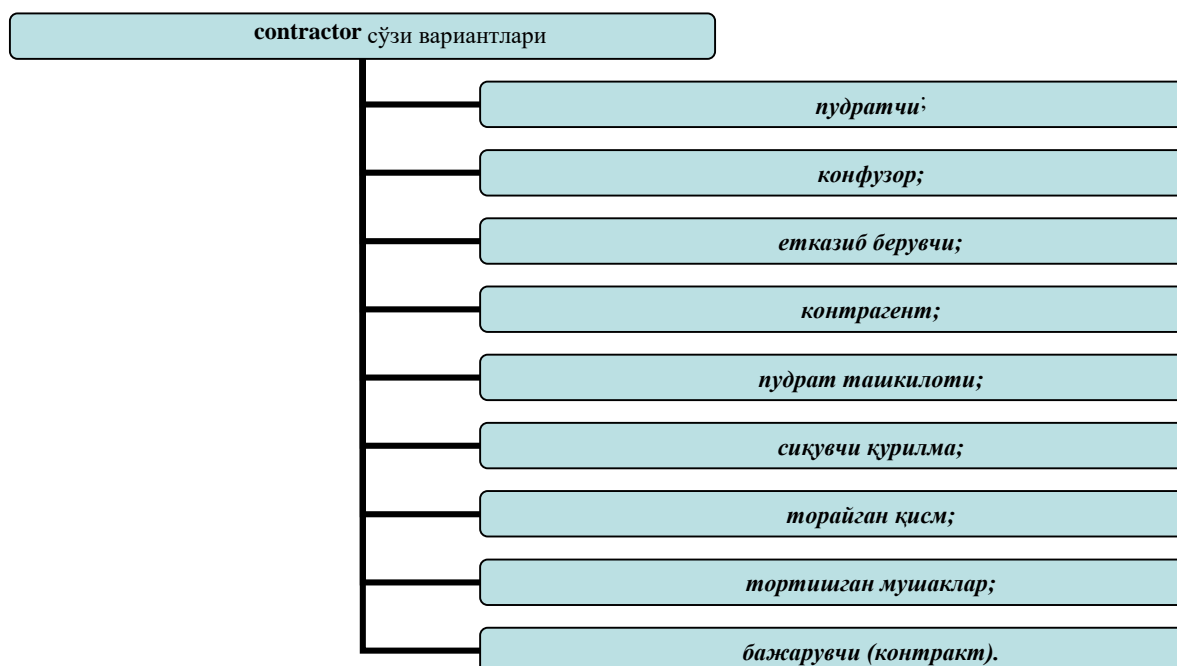 contractor сўзи вариантлари
пудратчи;
конфузор;
етказиб берувчи;
контрагент;
пудрат ташкилоти;
сиқувчи қурилма;
торайган қисм;
тортишган мушаклар;
бажарувчи (контракт).